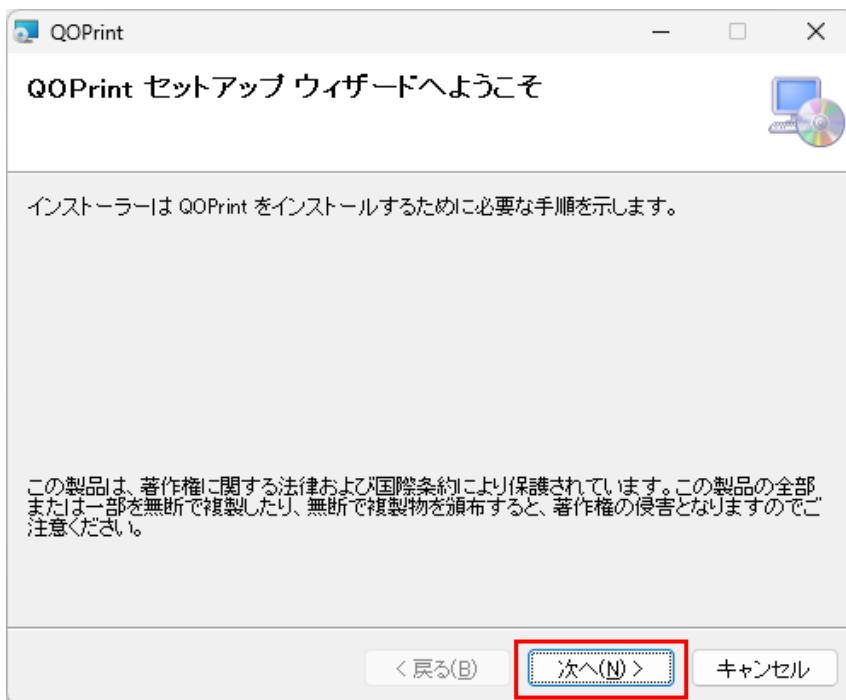 QOPrint
QOPrint セットアップ ウィザードへようこそ
インストーラーは QOPrint をインストールするために必要な手順を示します。
この製品は、著作権に関する法律および国際条約により保護されています。この製品の全部
または一部を無断で複製したり、無断で複製物を頒布すると、著作権の侵害となりますのでご
注意ください。
< 戻る(B) 次へ(N) > キャンセル